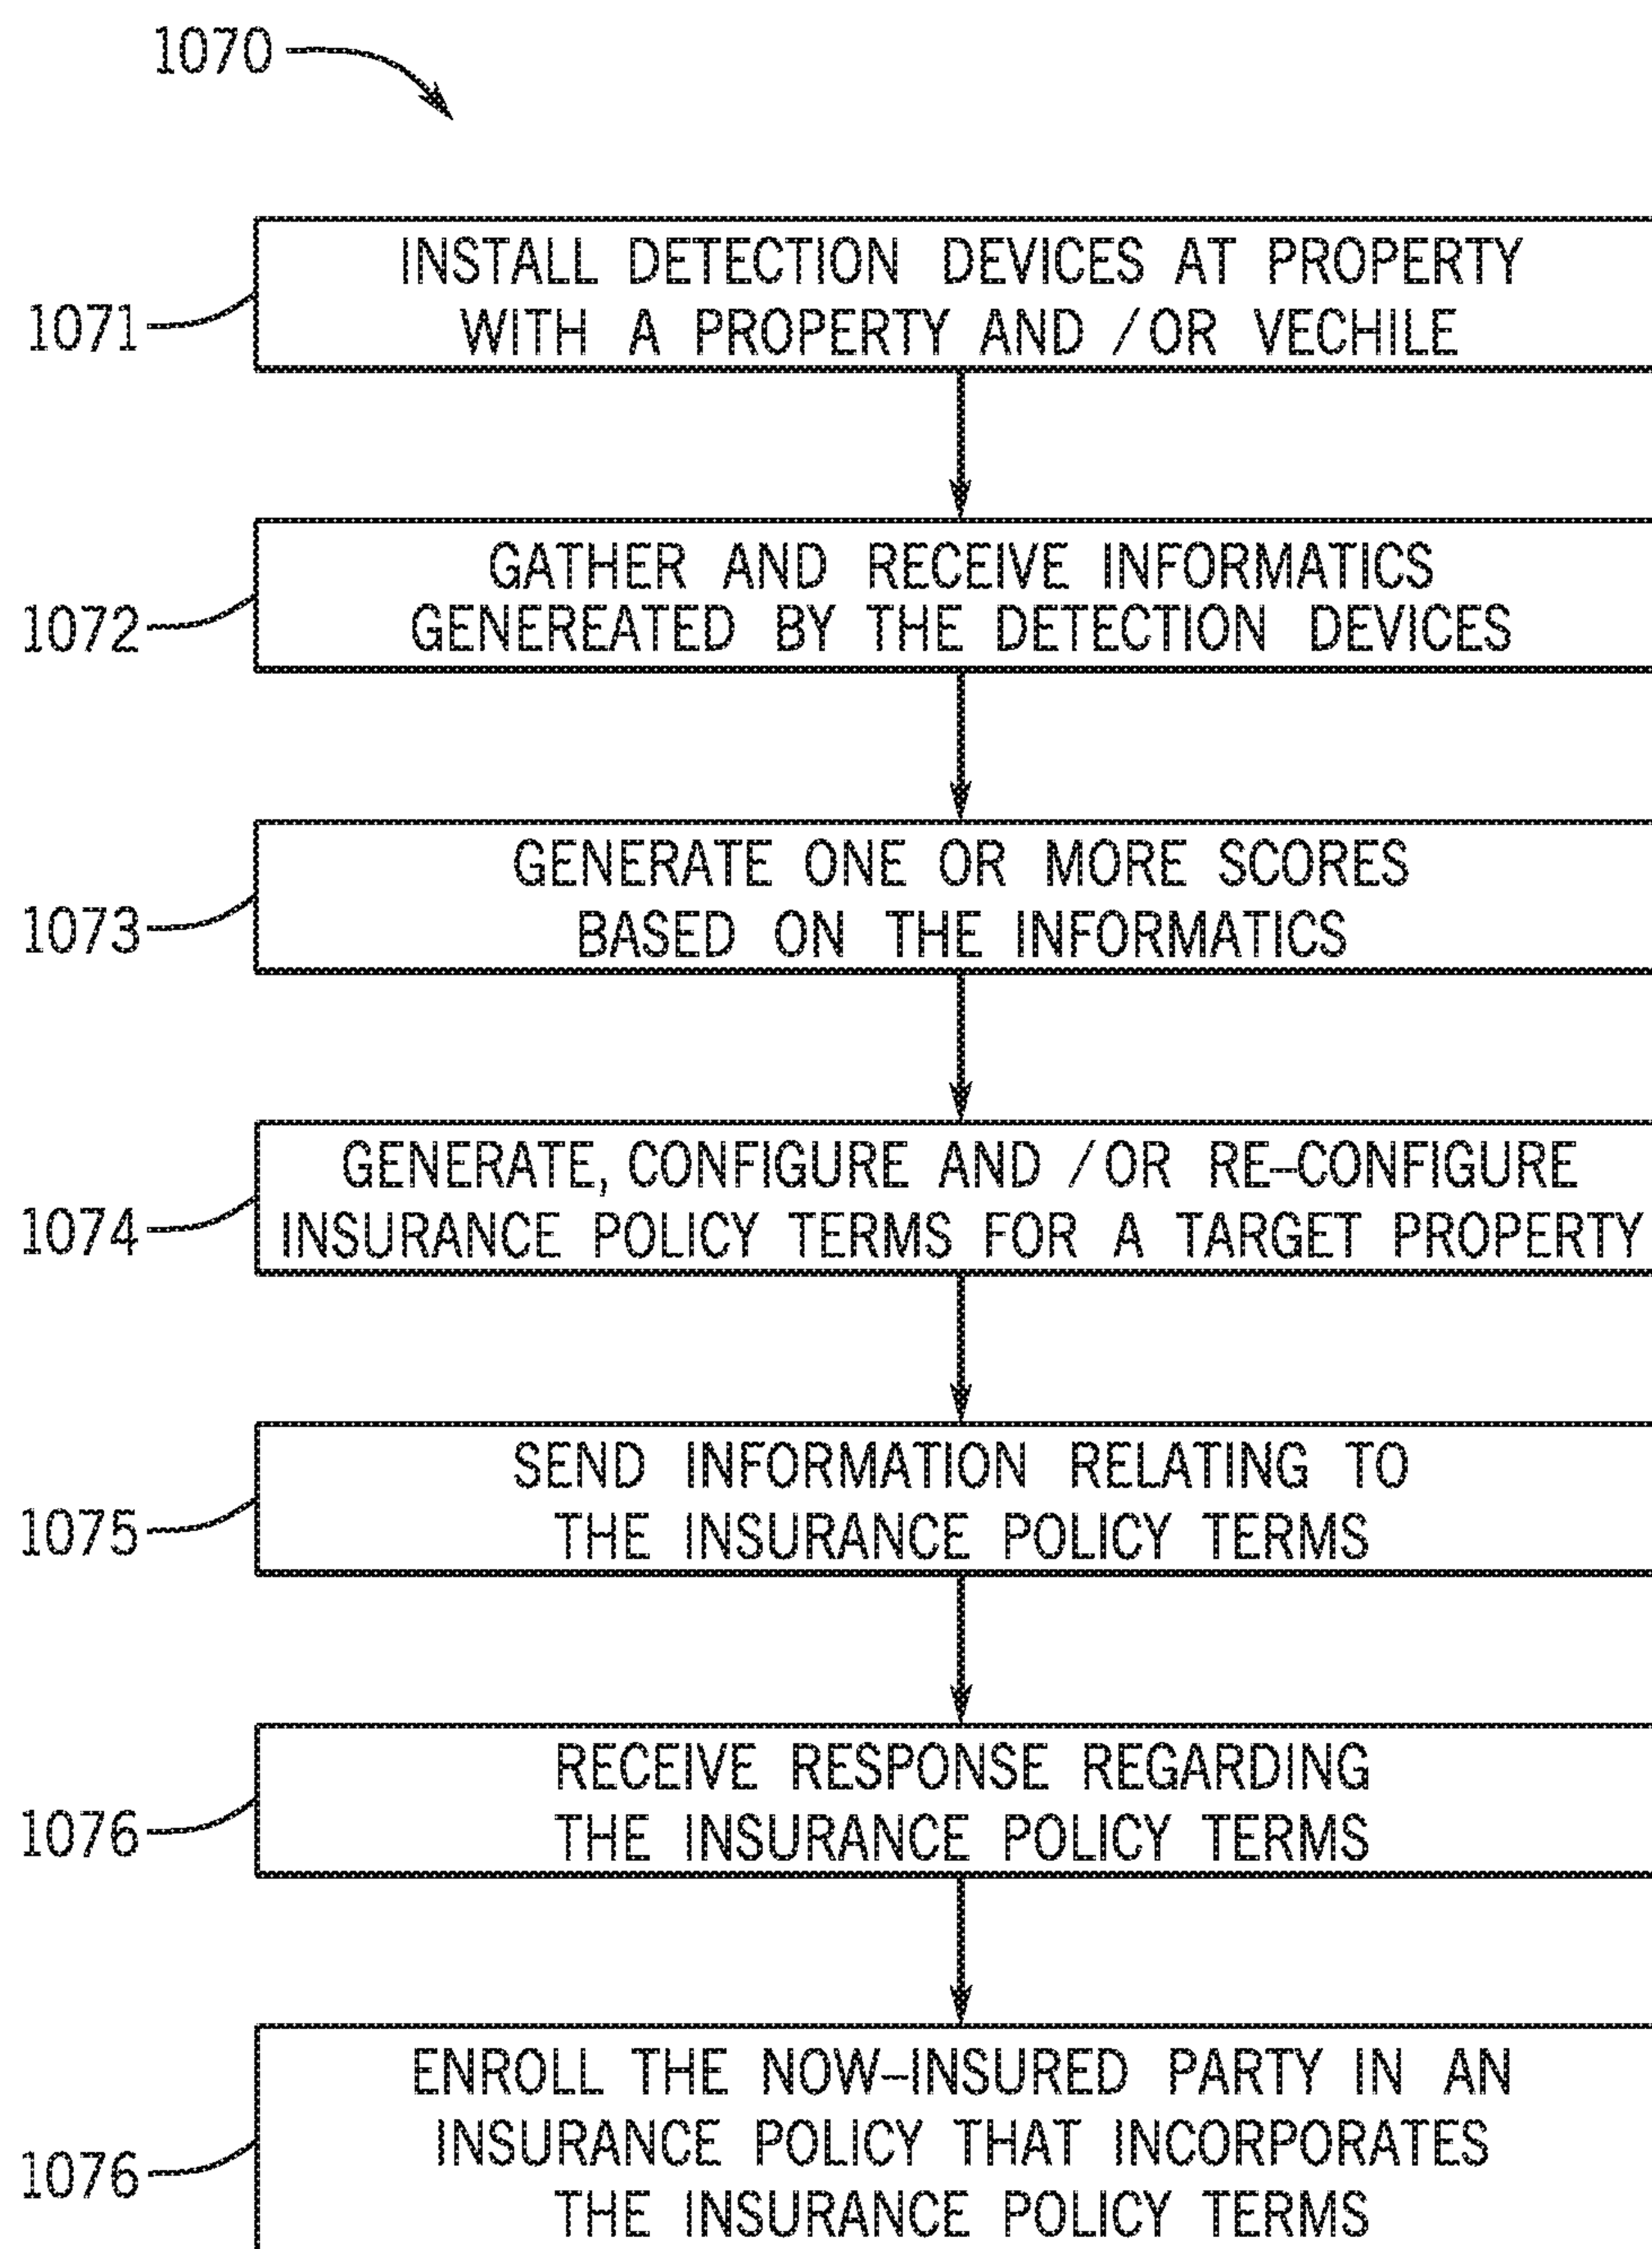 1070
INSTALL DETECTION DEVICES AT PROPERTY
WITH A PROPERTY AND /OR VECHILE
1071
GATHER AND RECEIVE INFORMATICS
GENEREATED BY THE DETECTION DEVICES
1072
GENERATE ONE OR MORE SCORES
BASED ON THE INFORMATICS
1073
GENERATE, CONFIGURE AND /OR RE-CONFIGURE
INSURANCE POLICY TERMS FOR A TARGET PROPERTY
1074
SEND INFORMATION RELATING TO
THE INSURANCE POLICY TERMS
1075
RECEIVE RESPONSE REGARDING
THE INSURANCE POLICY TERMS
1076
ENROLL THE NOW-INSURED PARTY IN AN
INSURANCE POLICY THAT INCORPORATES
THE INSURANCE POLICY TERMS
1076